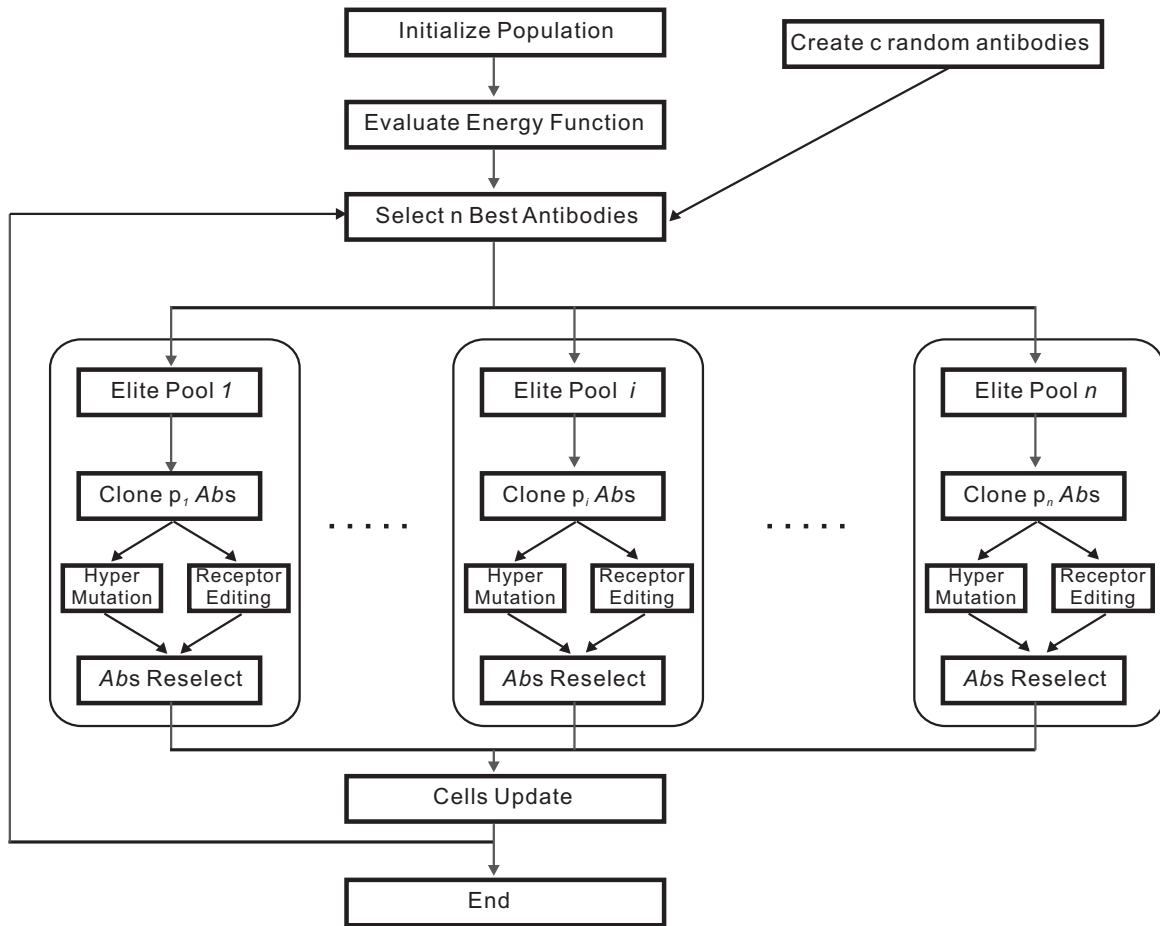 Initialize Population
Create c random antibodies
Evaluate Energy Function
Select n Best Antibodies
Elite Pool 1
Elite Pool i
Elite Pool n
Clone p₁ Abs
Clone pᵢ Abs
Clone pₙ Abs
.....
.....
Hyper
Mutation
Receptor
Editing
Hyper
Mutation
Receptor
Editing
Hyper
Mutation
Receptor
Editing
Abs Reselect
Abs Reselect
Abs Reselect
Cells Update
End